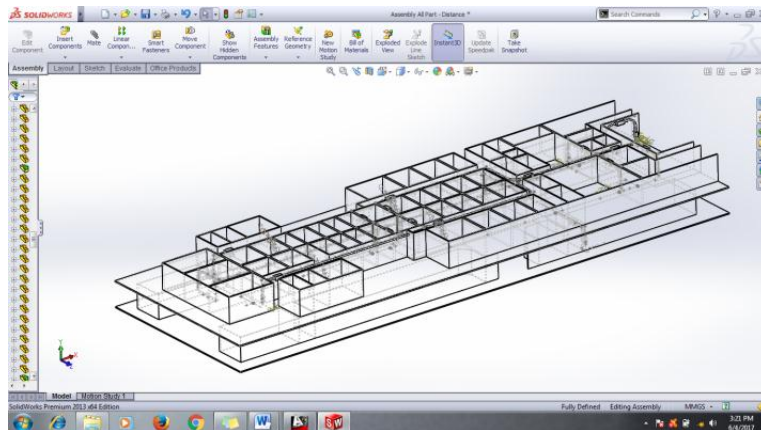 SOLIDWORKS
Assembly All Part - Distance *
Search Commands
Edit Component
Insert Components
Mate
Linear Compon...
Smart Fasteners
Move Component
Show Hidden Components
Assembly Features
Reference Geometry
New Motion Study
Bill of Materials
Exploded View
Explode Line Sketch
Instant3D
Update Speedpak
Take Snapshot
Assembly Layout Sketch Evaluate Office Products
Model Motion Study 1
SolidWorks Premium 2013 x64 Edition
Fully Defined Editing Assembly MMGS
3:21 PM
6/4/2017